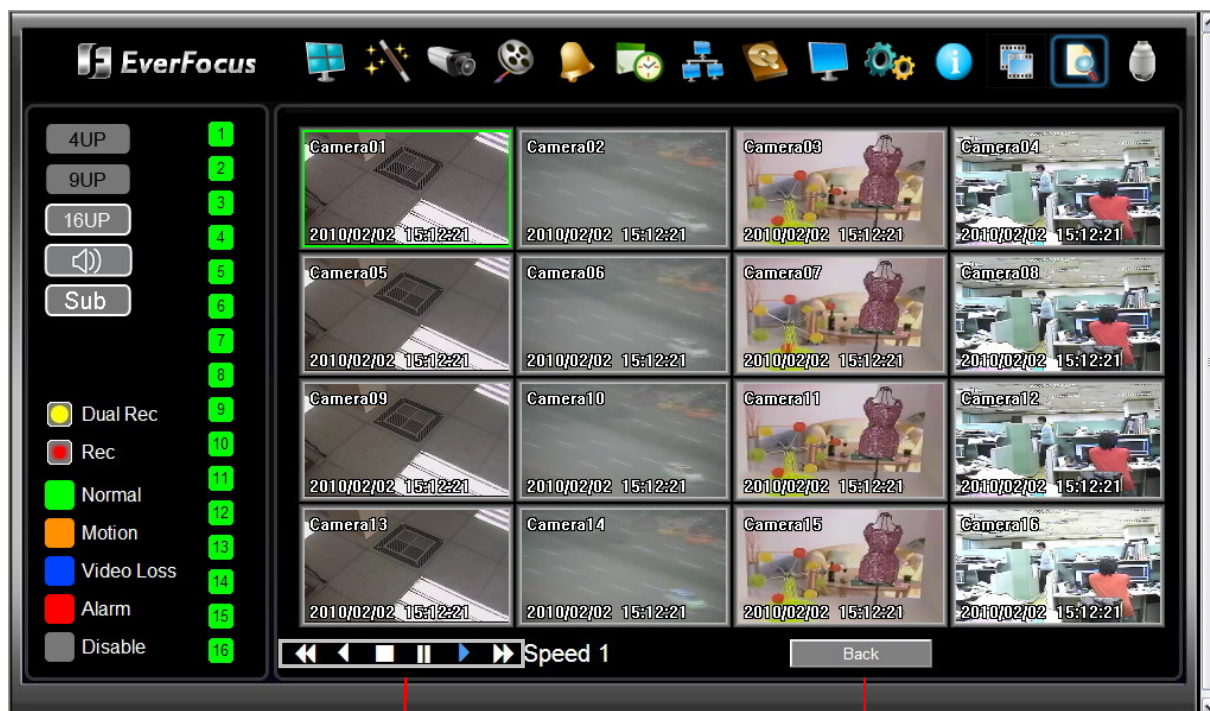 EverFocus
4UP
9UP
16UP
Sub
1
2
3
4
5
6
7
8
9
10
11
12
13
14
15
16
Dual Rec
Rec
Normal
Motion
Video Loss
Alarm
Disable
Camera01
2010/02/02 15:12:21
Camera02
2010/02/02 15:12:21
Camera03
2010/02/02 15:12:21
Camera04
2010/02/02 15:12:21
Camera05
2010/02/02 15:12:21
Camera06
2010/02/02 15:12:21
Camera07
2010/02/02 15:12:21
Camera08
2010/02/02 15:12:21
Camera09
2010/02/02 15:12:21
Camera10
2010/02/02 15:12:21
Camera11
2010/02/02 15:12:21
Camera12
2010/02/02 15:12:21
Camera13
2010/02/02 15:12:21
Camera14
2010/02/02 15:12:21
Camera15
2010/02/02 15:12:21
Camera16
2010/02/02 15:12:21
Speed 1
Back